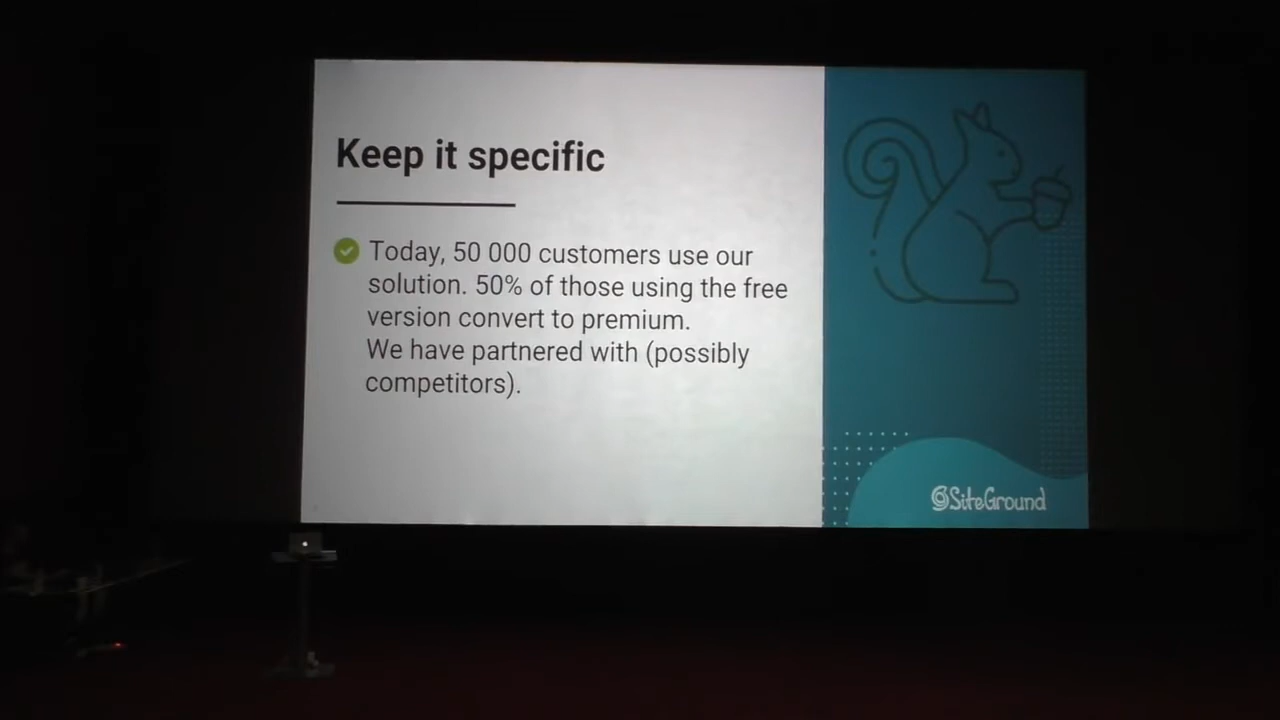 Keep it specific
Today, 50 000 customers use our
solution. 50% of those using the free
version convert to premium.
We have partnered with (possibly
competitors).
SiteGround